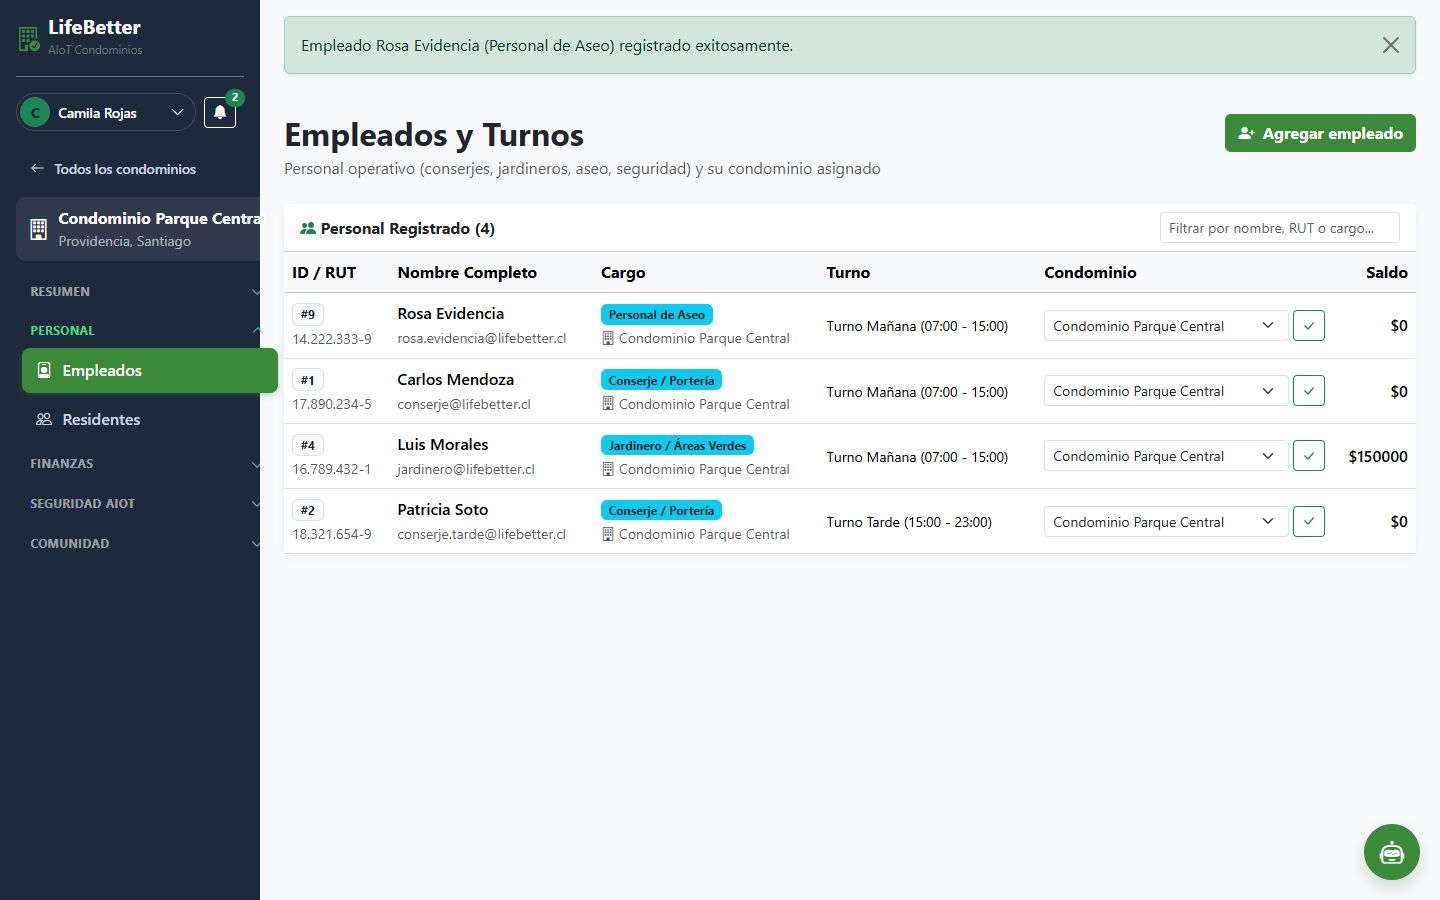 LifeBetter
AIoT Condominios
C
Camila Rojas
2
Todos los condominios
Condominio Parque Centra
Providencia, Santiago
RESUMEN
PERSONAL
Empleados
Residentes
FINANZAS
SEGURIDAD AIOT
COMUNIDAD
Empleado Rosa Evidencia (Personal de Aseo) registrado exitosamente.
Empleados y Turnos
Agregar empleado
Personal operativo (conserjes, jardineros, aseo, seguridad) y su condominio asignado
Personal Registrado (4)
Filtrar por nombre, RUT o cargo...
ID / RUT Nombre Completo Cargo Turno Condominio Saldo
#9 Rosa Evidencia Personal de Aseo Turno Mañana (07:00 - 15:00) Condominio Parque Central $0
14.222.333-9 rosa.evidencia@lifebetter.cl Condominio Parque Central
#1 Carlos Mendoza Conserje / Portería Turno Mañana (07:00 - 15:00) Condominio Parque Central $0
17.890.234-5 conserje@lifebetter.cl Condominio Parque Central
#4 Luis Morales Jardinero / Áreas Verdes Turno Mañana (07:00 - 15:00) Condominio Parque Central $150000
16.789.432-1 jardinero@lifebetter.cl Condominio Parque Central
#2 Patricia Soto Conserje / Portería Turno Tarde (15:00 - 23:00) Condominio Parque Central $0
18.321.654-9 conserje.tarde@lifebetter.cl Condominio Parque Central